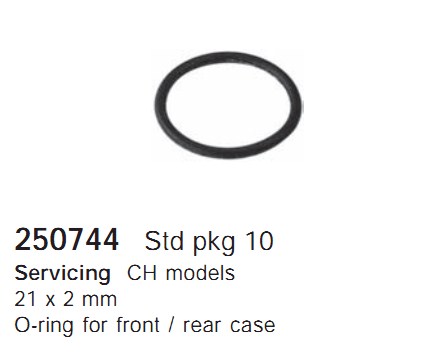 250744 Std pkg 10
Servicing CH models
21 x 2 mm
O-ring for front / rear case